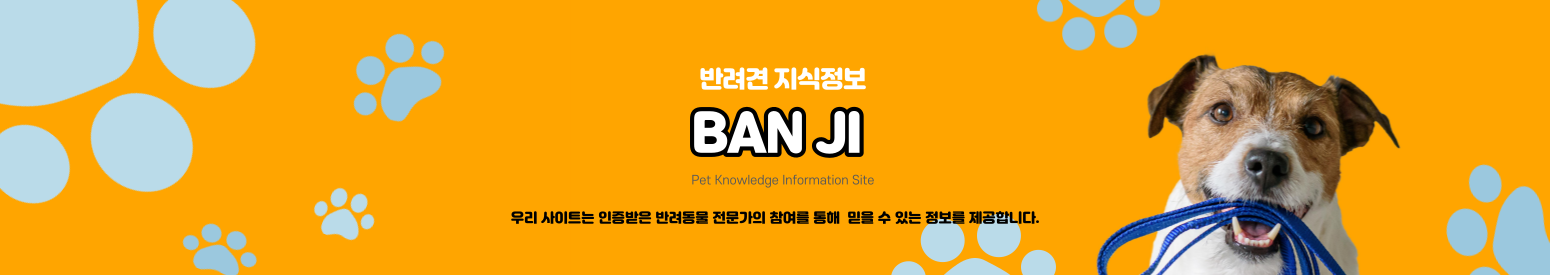 반려견 지식정보
BAN JI
Pet Knowledge Information Site
우리 사이트는 인증받은 반려동물 전문가의 참여를 통해 믿을 수 있는 정보를 제공합니다.